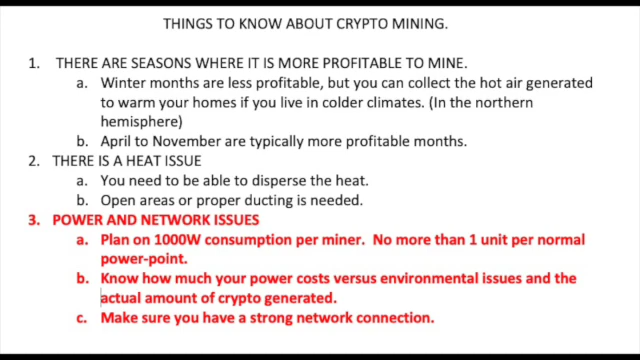 THINGS TO KNOW ABOUT CRYPTO MINING.
1. THERE ARE SEASONS WHERE IT IS MORE PROFITABLE TO MINE.
a. Winter months are less profitable, but you can collect the hot air generated
to warm your homes if you live in colder climates. (In the northern
hemisphere)
b. April to November are typically more profitable months.
2. THERE IS A HEAT ISSUE
a. You need to be able to disperse the heat.
b. Open areas or proper ducting is needed.
3. POWER AND NETWORK ISSUES
a. Plan on 1000W consumption per miner. No more than 1 unit per normal
power-point.
b. Know how much your power costs versus environmental issues and the
actual amount of crypto generated.
c. Make sure you have a strong network connection.